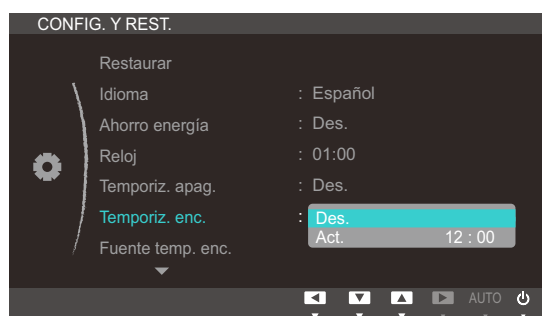 CONFIG. Y REST.
Restaurar
Idioma : Español
Ahorro energía : Des.
Reloj : 01:00
Temporiz. apag. : Des.
Temporiz. enc. : Des.
Act. 12 : 00
Fuente temp. enc.
AUTO